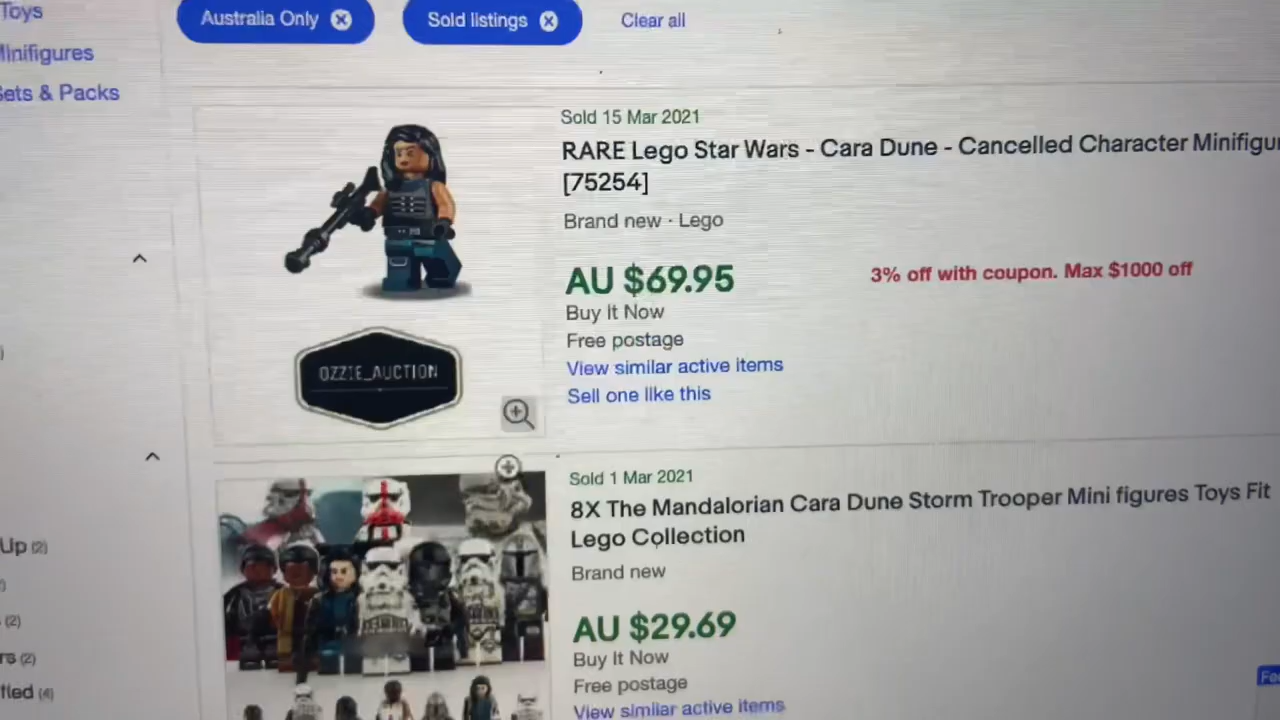 Toys
Australia Only
Sold listings
Clear all
Minifigures
Sets & Packs
Sold 15 Mar 2021
RARE Lego Star Wars - Cara Dune - Cancelled Character Minifigu
[75254]
Brand new · Lego
AU $69.95
3% off with coupon. Max $1000 off
Buy It Now
Free postage
View similar active items
Sell one like this
OZZIE_AUCTION
Sold 1 Mar 2021
8X The Mandalorian Cara Dune Storm Trooper Mini figures Toys Fit
Lego Collection
Brand new
AU $29.69
Buy It Now
Free postage
View similar active items
Up (2)
(2)
rs (2)
fied (4)